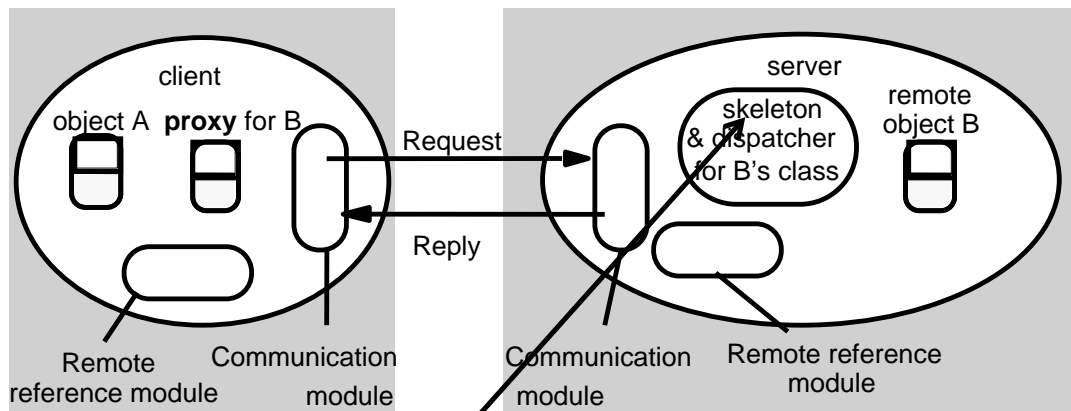 client
object A proxy for B
Request
Reply
Remote
reference module
Communication
module
server
skeleton
& dispatcher
for B's class
remote
object B
Communication
module
Remote reference
module